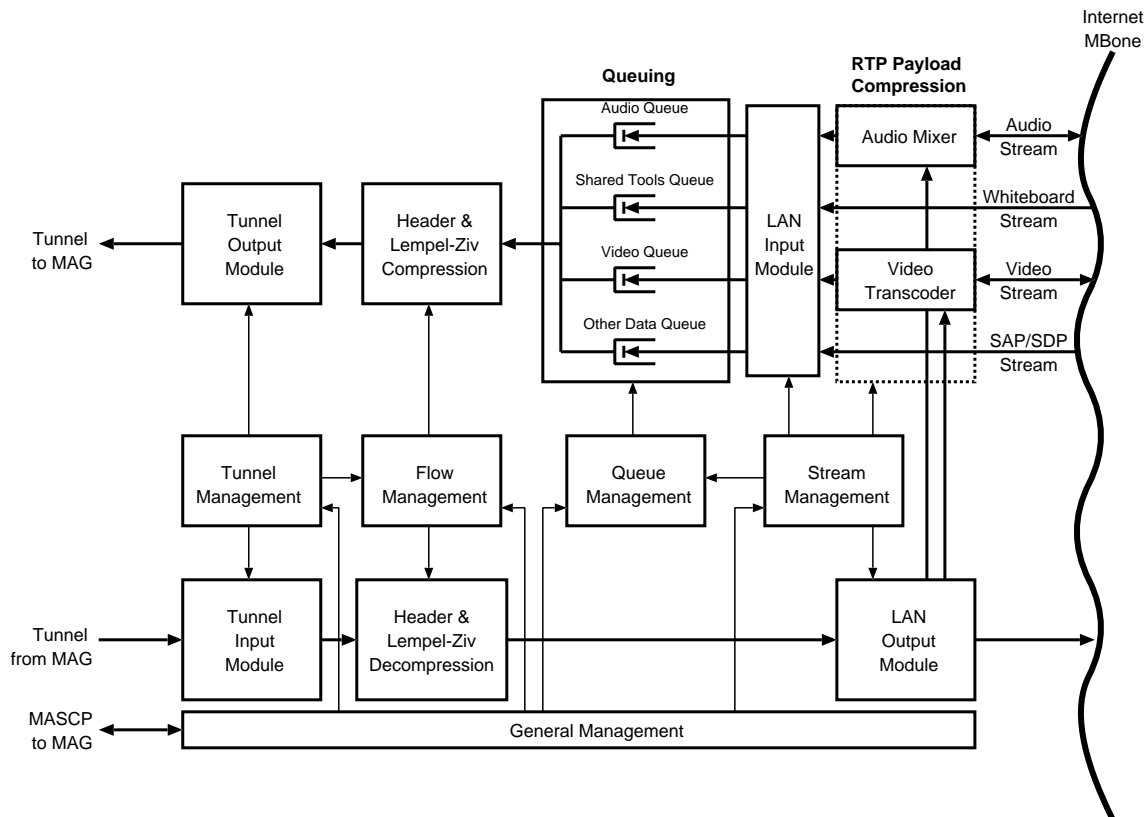 Internet
MBone
RTP Payload
Compression
Queuing
Audio Queue
Audio Mixer
Audio
Stream
Shared Tools Queue
Whiteboard
Stream
Tunnel
to MAG
Tunnel
Output
Module
Header &
Lempel-Ziv
Compression
LAN
Input
Module
Video Queue
Video
Transcoder
Video
Stream
Other Data Queue
SAP/SDP
Stream
Tunnel
Management
Flow
Management
Queue
Management
Stream
Management
Tunnel
from MAG
Tunnel
Input
Module
Header &
Lempel-Ziv
Decompression
LAN
Output
Module
MASCP
to MAG
General Management